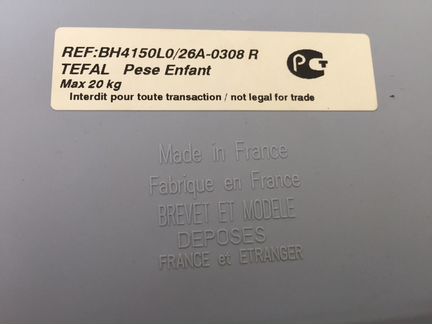 REF:BH4150L0/26A-0308 R
TEFAL Pese Enfant
Max 20 kg
Interdit pour toute transaction / not legal for trade
PCT
Made in France
Fabrique en France
BREVET ET MODELE
DEPOSES
FRANCE et ETRANGER